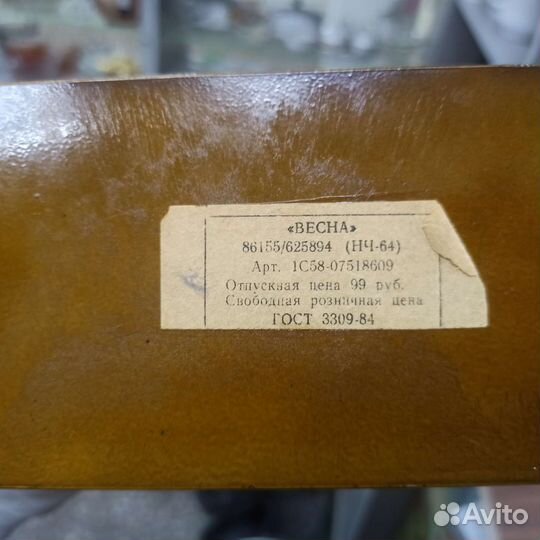 «ВЕСНА»
86155/625894 (НЧ-64)
Арт. 1С58-07518609
Отпускная цена 99 руб.
Свободная розничная цена
ГОСТ 3309-84
Avito